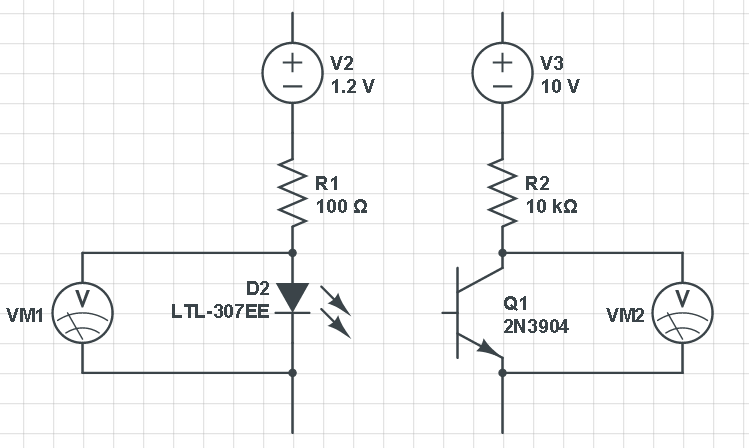 V2
1.2 V
V3
10 V
R1
100 Ω
R2
10 kΩ
V
VM1
D2
LTL-307EE
Q1
2N3904
V
VM2